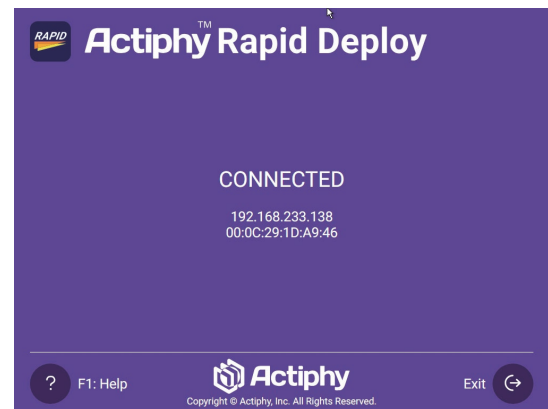 RAPID
Actiphy™ Rapid Deploy
CONNECTED
192.168.233.138
00:0C:29:1D:A9:46
? F1: Help
Actiphy
Copyright © Actiphy, Inc. All Rights Reserved.
Exit